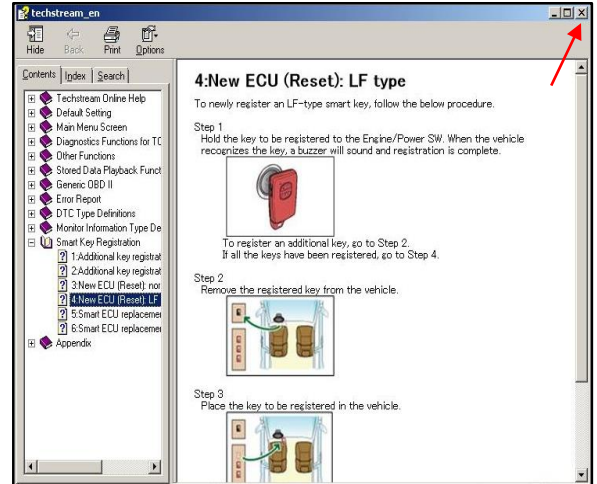 techstream_en
Hide Back Print Options
Contents Index Search
Techstream Online Help
Default Setting
Main Menu Screen
Diagnostics Functions for TC
Other Functions
Stored Data Playback Funct
Generic OBD II
Error Report
DTC Type Definitions
Monitor Information Type De
Smart Key Registration
1:Additional key registrat
2:Additional key registrat
3:New ECU (Reset): nor
4:New ECU (Reset): LF
5:Smart ECU replacemer
6:Smart ECU replacemer
Appendix
4:New ECU (Reset): LF type
To newly register an LF-type smart key, follow the below procedure.
Step 1
Hold the key to be registered to the Engine/Power SW. When the vehicle
recognizes the key, a buzzer will sound and registration is complete.
To register an additional key, go to Step 2.
If all the keys have been registered, go to Step 4.
Step 2
Remove the registered key from the vehicle.
Step 3
Place the key to be registered in the vehicle.